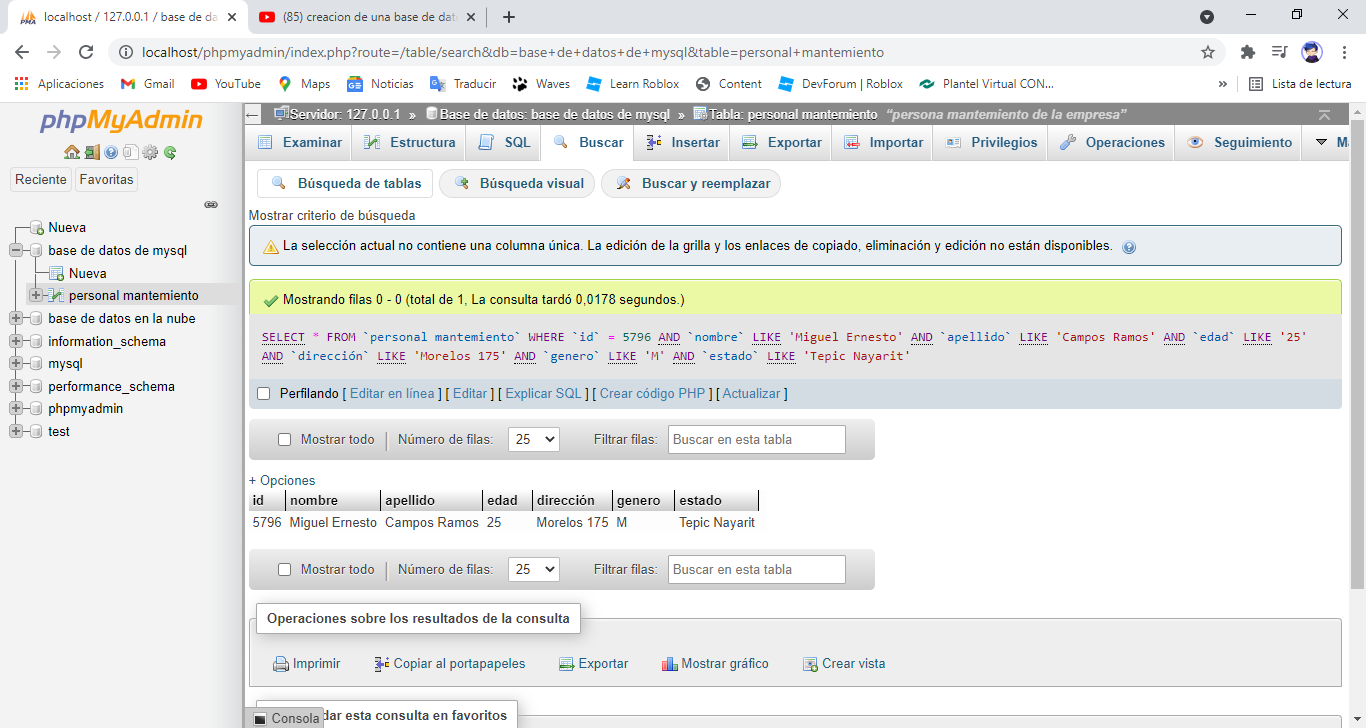 localhost / 127.0.0.1 / base de da
(85) creacion de una base de dat
localhost/phpmyadmin/index.php?route=/table/search&db=base+de+datos+de+mysql&table=personal+mantemiento
Aplicaciones Gmail YouTube Maps Noticias Traducir Waves Learn Roblox Content DevForum | Roblox Plantel Virtual CON... » Lista de lectura
phpMyAdmin
Reciente Favoritas
Nueva
base de datos de mysql
Nueva
personal mantemiento
base de datos en la nube
information_schema
mysql
performance_schema
phpmyadmin
test
Servidor: 127.0.0.1 » Base de datos: base de datos de mysql » Tabla: personal mantemiento "persona mantemiento de la empresa"
Examinar Estructura SQL Buscar Insertar Exportar Importar Privilegios Operaciones Seguimiento M
Búsqueda de tablas Búsqueda visual Buscar y reemplazar
Mostrar criterio de búsqueda
La selección actual no contiene una columna única. La edición de la grilla y los enlaces de copiado, eliminación y edición no están disponibles.
Mostrando filas 0 - 0 (total de 1, La consulta tardó 0,0178 segundos.)
SELECT * FROM `personal mantemiento` WHERE `id` = 5796 AND `nombre` LIKE 'Miguel Ernesto' AND `apellido` LIKE 'Campos Ramos' AND `edad` LIKE '25'
AND `dirección` LIKE 'Morelos 175' AND `genero` LIKE 'M' AND `estado` LIKE 'Tepic Nayarit'
Perfilando [ Editar en línea ] [ Editar ] [ Explicar SQL ] [ Crear código PHP ] [ Actualizar ]
Mostrar todo | Número de filas: 25 Filtrar filas: Buscar en esta tabla
+ Opciones
id nombre apellido edad dirección genero estado
5796 Miguel Ernesto Campos Ramos 25 Morelos 175 M Tepic Nayarit
Mostrar todo | Número de filas: 25 Filtrar filas: Buscar en esta tabla
Operaciones sobre los resultados de la consulta
Imprimir Copiar al portapapeles Exportar Mostrar gráfico Crear vista
Consola dar esta consulta en favoritos